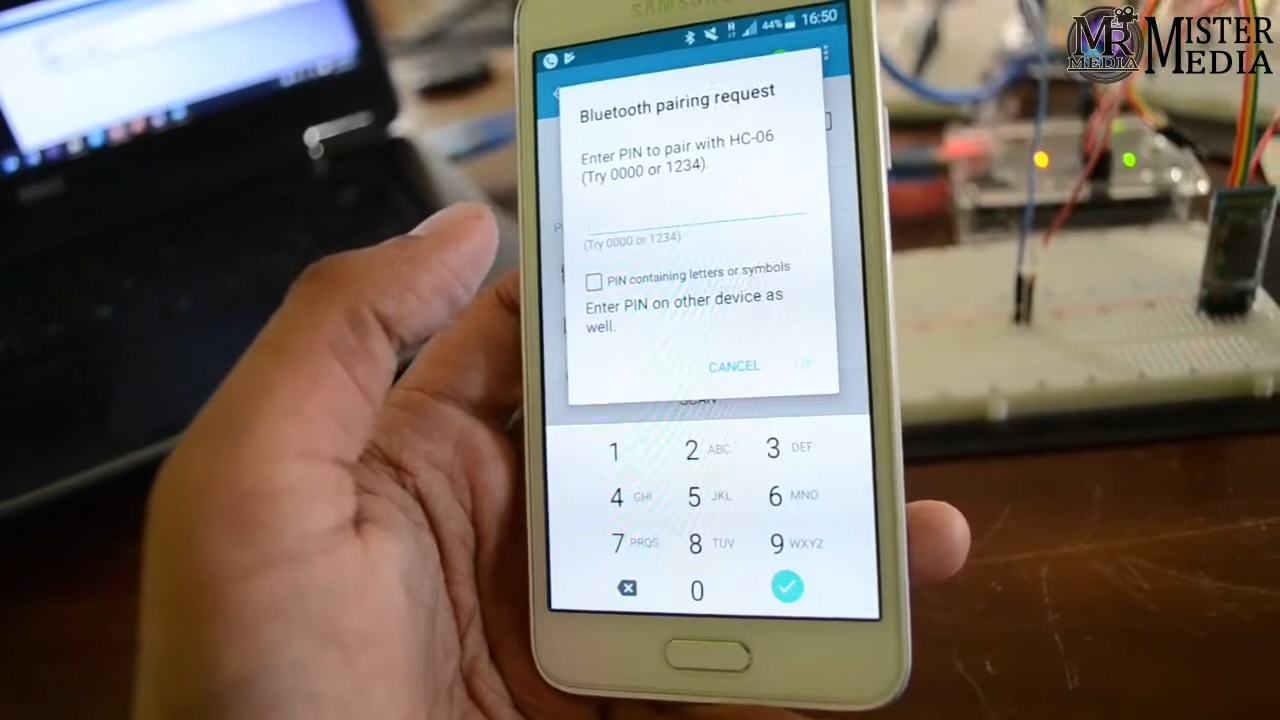 SAMSUNG
44% 16:50
MR
MEDIA
MISTER
MEDIA
Bluetooth pairing request
Enter PIN to pair with HC-06
(Try 0000 or 1234).
(Try 0000 or 1234)
PIN containing letters or symbols
Enter PIN on other device as
well.
CANCEL OK
SCAN
1 2 ABC 3 DEF
4 GHI 5 JKL 6 MNO
7 PQRS 8 TUV 9 WXYZ
0